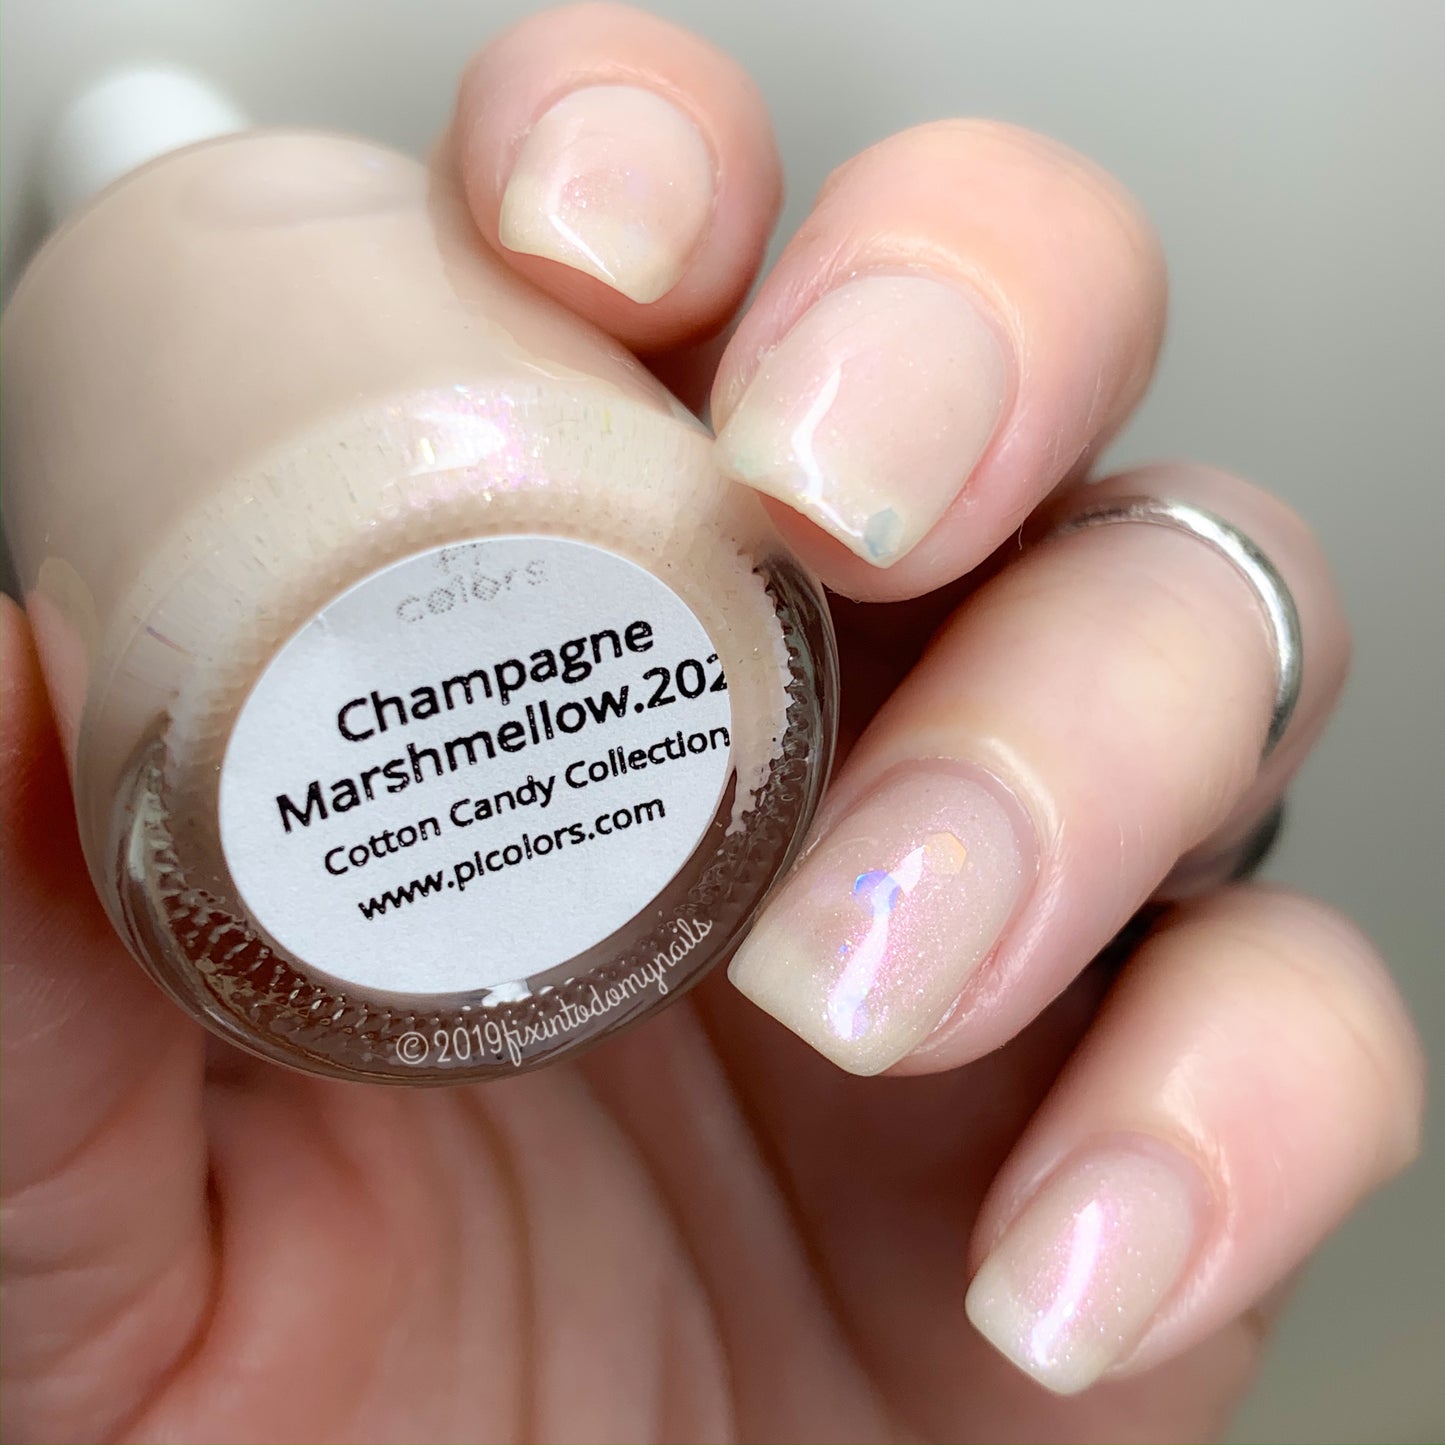 colors
Champagne
Marshmellow.202
Cotton Candy Collection
www.plcolors.com
©2019fixintodomynails